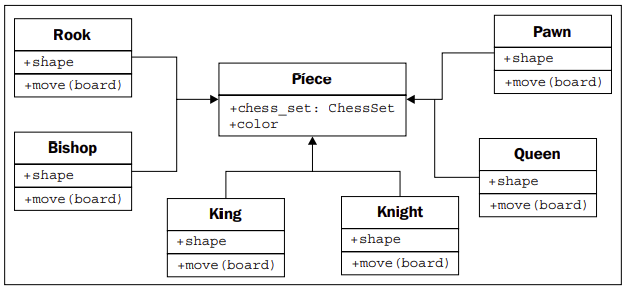 Rook
+shape
+move(board)
Bishop
+shape
+move(board)
Piece
+chess_set: ChessSet
+color
King
+shape
+move(board)
Knight
+shape
+move(board)
Pawn
+shape
+move(board)
Queen
+shape
+move(board)